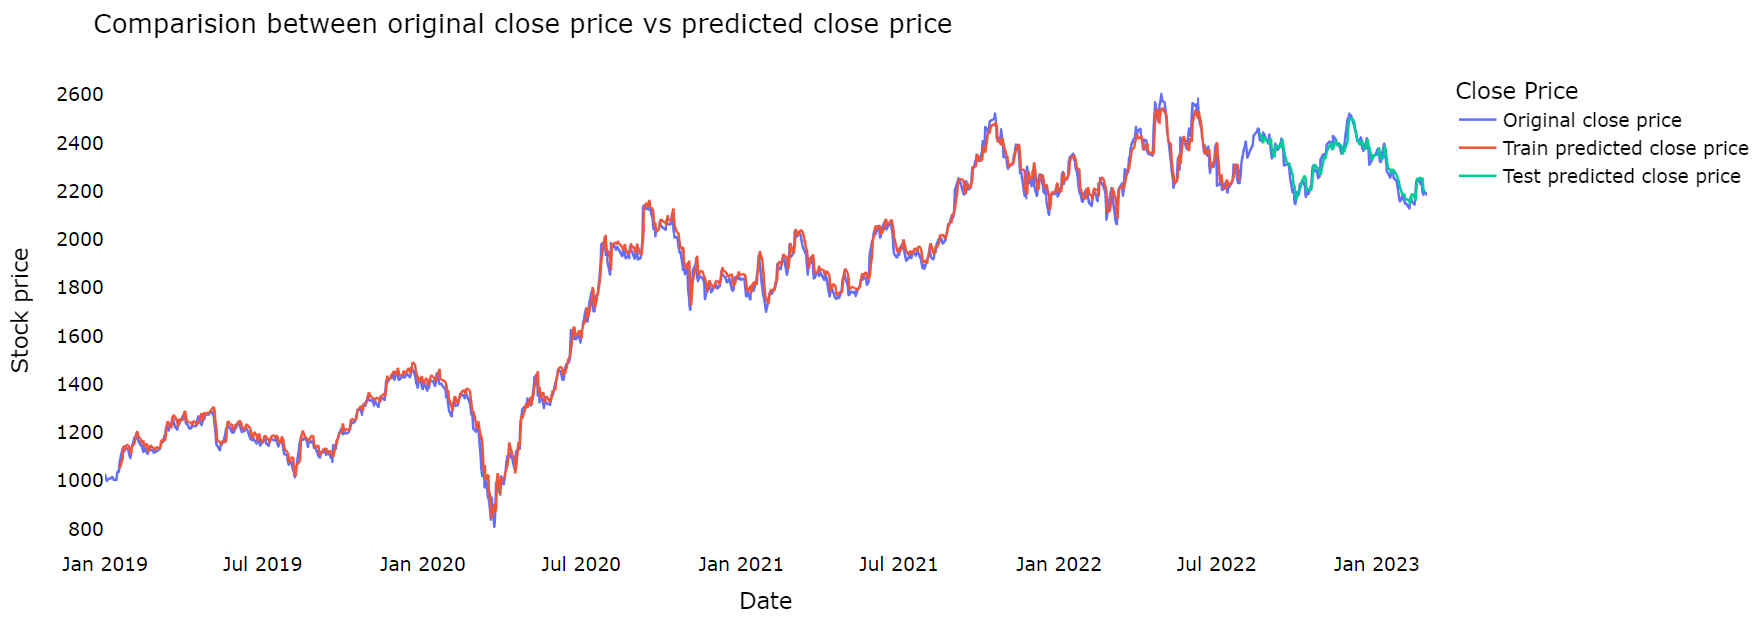 Comparision between original close price vs predicted close price
Close Price
Original close price
Train predicted close price
Test predicted close price
Stock price
2600
2400
2200
2000
1800
1600
1400
1200
1000
800
Jan 2019 Jul 2019 Jan 2020 Jul 2020 Jan 2021 Jul 2021 Jan 2022 Jul 2022 Jan 2023
Date